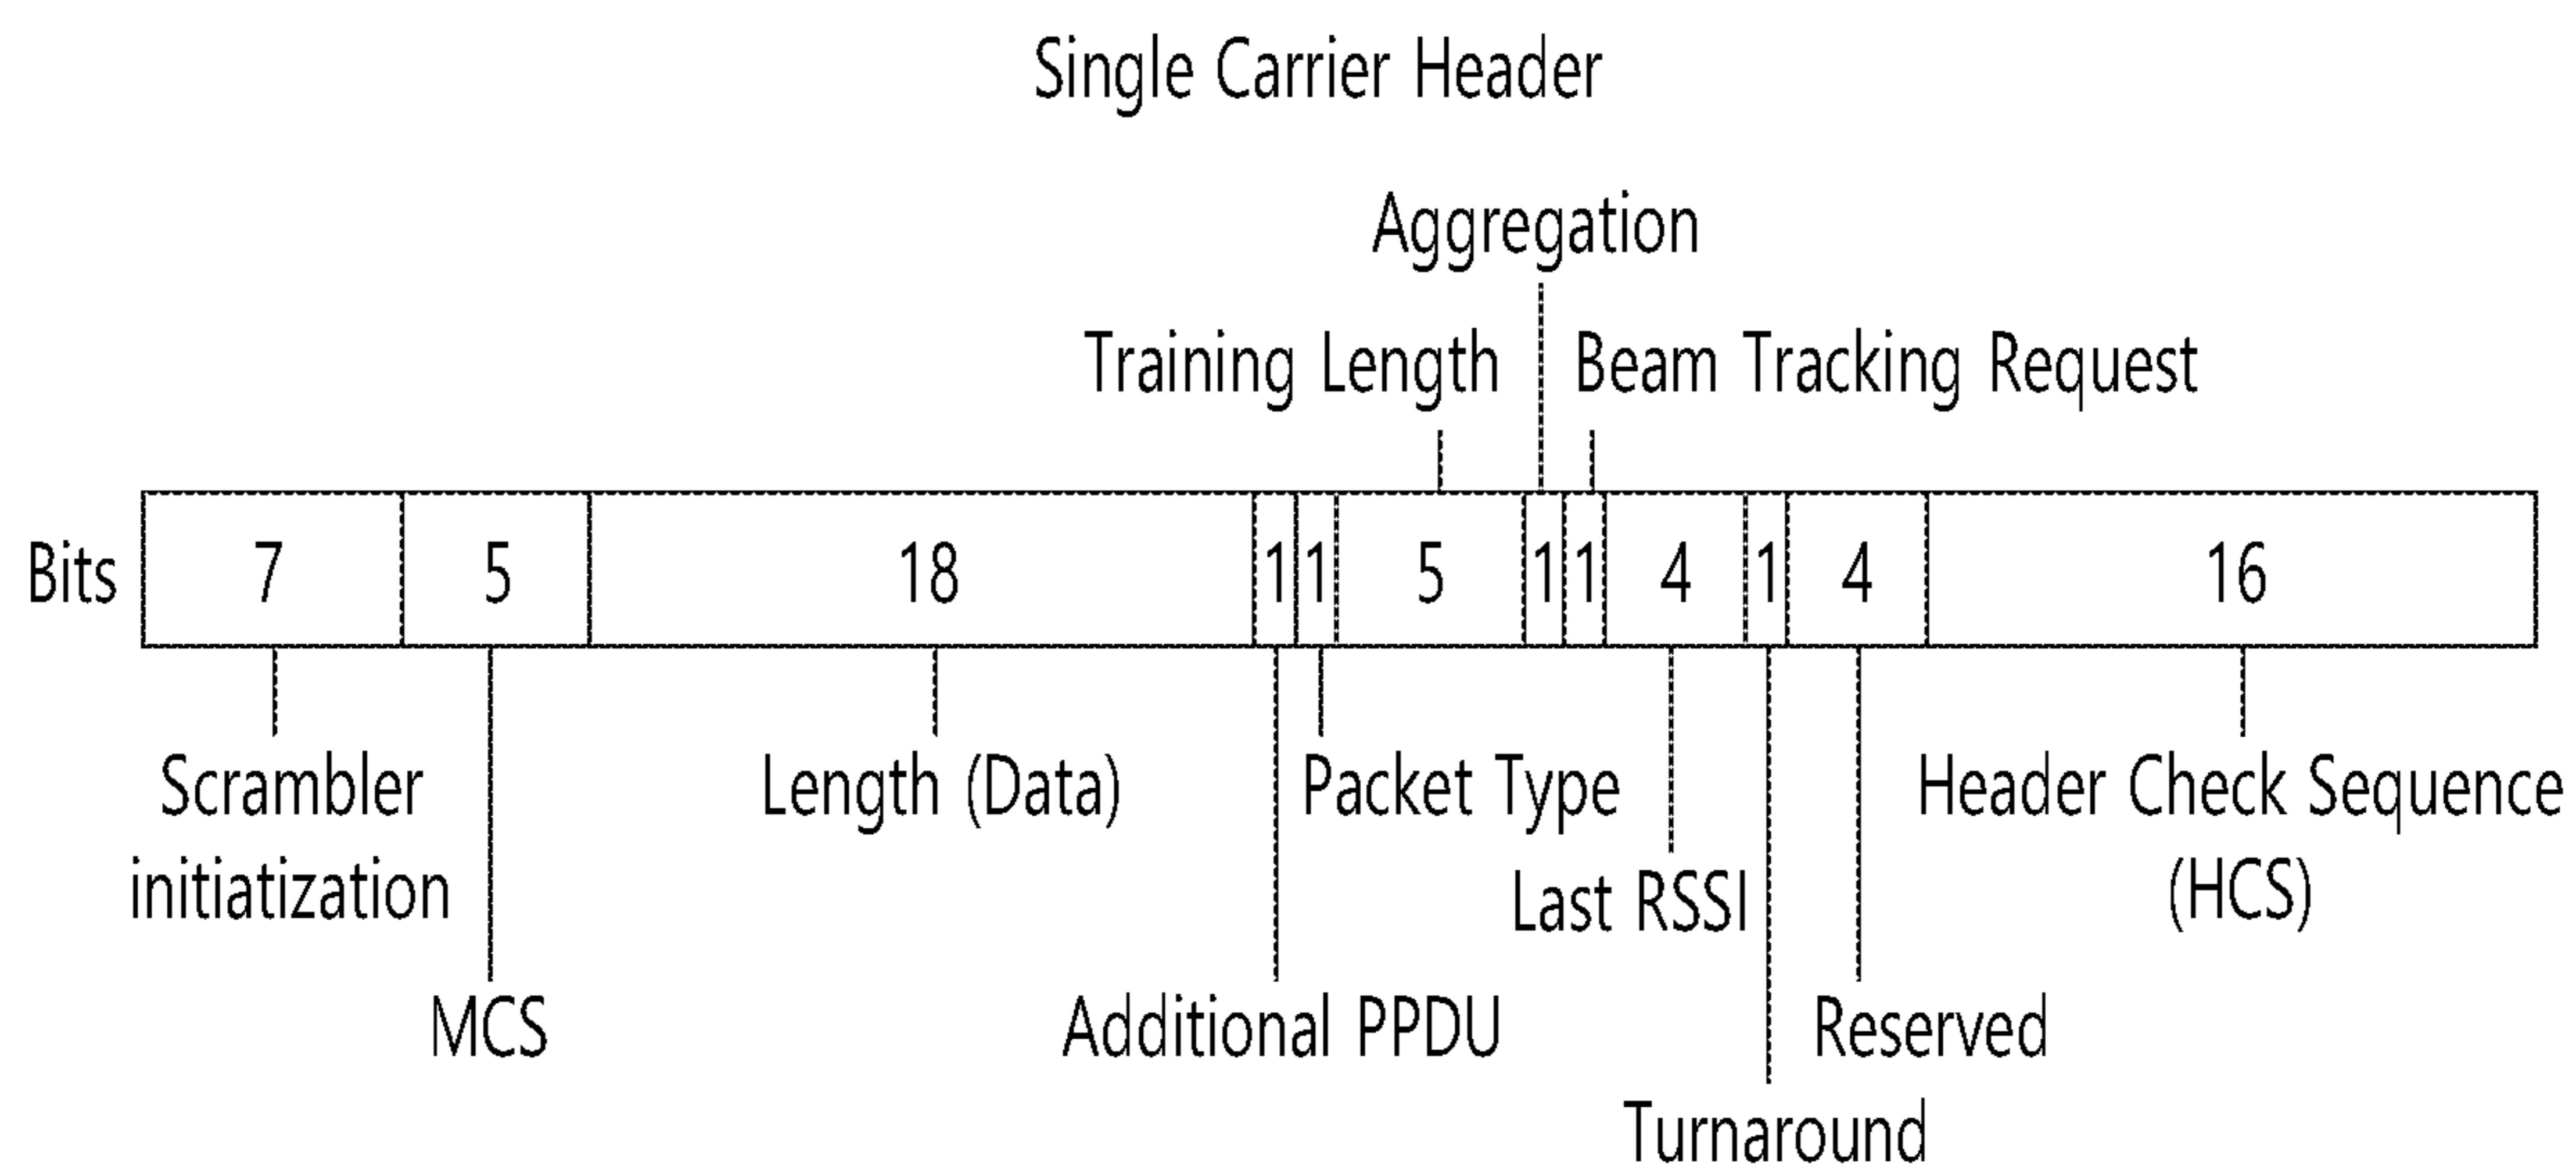 Single Carrier Header
Aggregation
Training Length Beam Tracking Request
Bits 7 5 18 1 1 5 1 1 4 1 4 16
Scrambler
initiatization
Length (Data)
Packet Type
Header Check Sequence
(HCS)
Last RSSI
MCS
Additional PPDU
Reserved
Turnaround